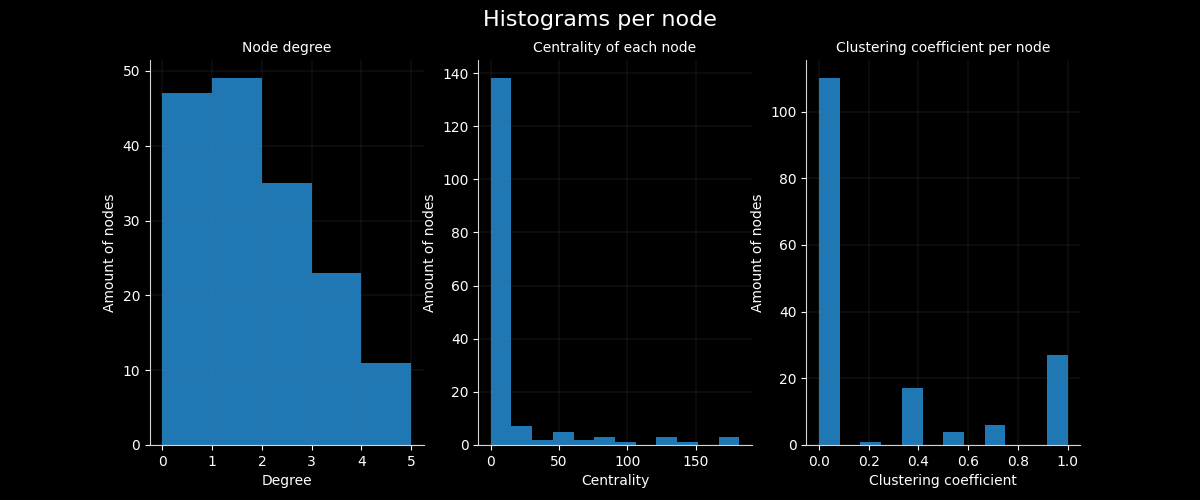 Histograms per node
Node degree
Amount of nodes
50
40
30
20
10
0
0 1 2 3 4 5
Degree
Centrality of each node
Amount of nodes
140
120
100
80
60
40
20
0
0 50 100 150
Centrality
Clustering coefficient per node
Amount of nodes
100
80
60
40
20
0
0.0 0.2 0.4 0.6 0.8 1.0
Clustering coefficient